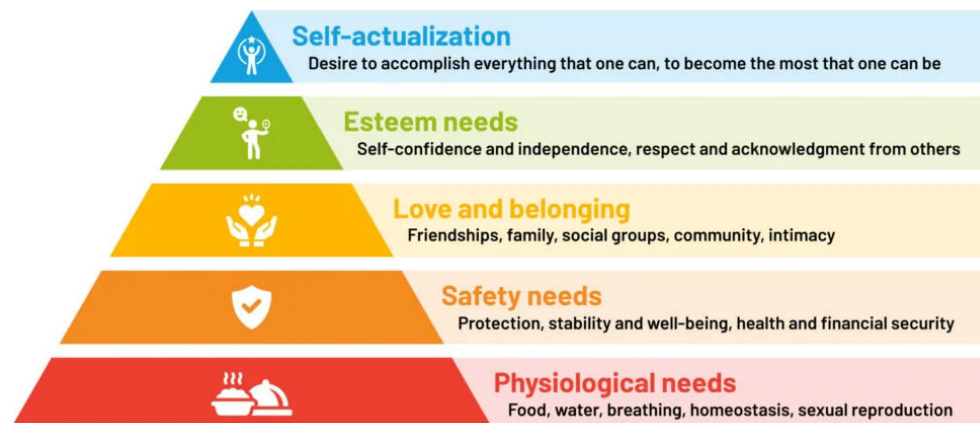 Self-actualization
Desire to accomplish everything that one can, to become the most that one can be
Esteem needs
Self-confidence and independence, respect and acknowledgment from others
Love and belonging
Friendships, family, social groups, community, intimacy
Safety needs
Protection, stability and well-being, health and financial security
Physiological needs
Food, water, breathing, homeostasis, sexual reproduction